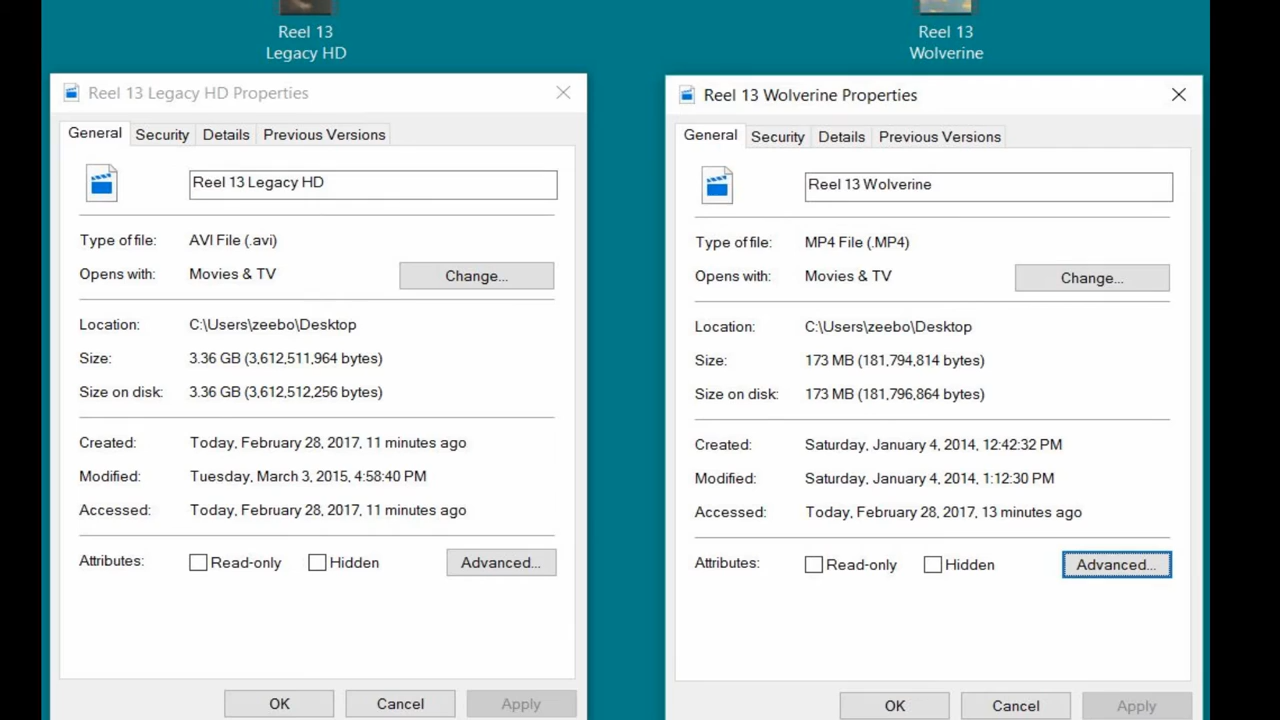 Reel 13
Legacy HD
Reel 13 Legacy HD Properties
General Security Details Previous Versions
Reel 13 Legacy HD
Type of file: AVI File (.avi)
Opens with: Movies & TV Change...
Location: C:\Users\zeebo\Desktop
Size: 3.36 GB (3,612,511,964 bytes)
Size on disk: 3.36 GB (3,612,512,256 bytes)
Created: Today, February 28, 2017, 11 minutes ago
Modified: Tuesday, March 3, 2015, 4:58:40 PM
Accessed: Today, February 28, 2017, 11 minutes ago
Attributes: Read-only Hidden Advanced...
OK Cancel Apply
Reel 13
Wolverine
Reel 13 Wolverine Properties
General Security Details Previous Versions
Reel 13 Wolverine
Type of file: MP4 File (.MP4)
Opens with: Movies & TV Change...
Location: C:\Users\zeebo\Desktop
Size: 173 MB (181,794,814 bytes)
Size on disk: 173 MB (181,796,864 bytes)
Created: Saturday, January 4, 2014, 12:42:32 PM
Modified: Saturday, January 4, 2014, 1:12:30 PM
Accessed: Today, February 28, 2017, 13 minutes ago
Attributes: Read-only Hidden Advanced...
OK Cancel Apply